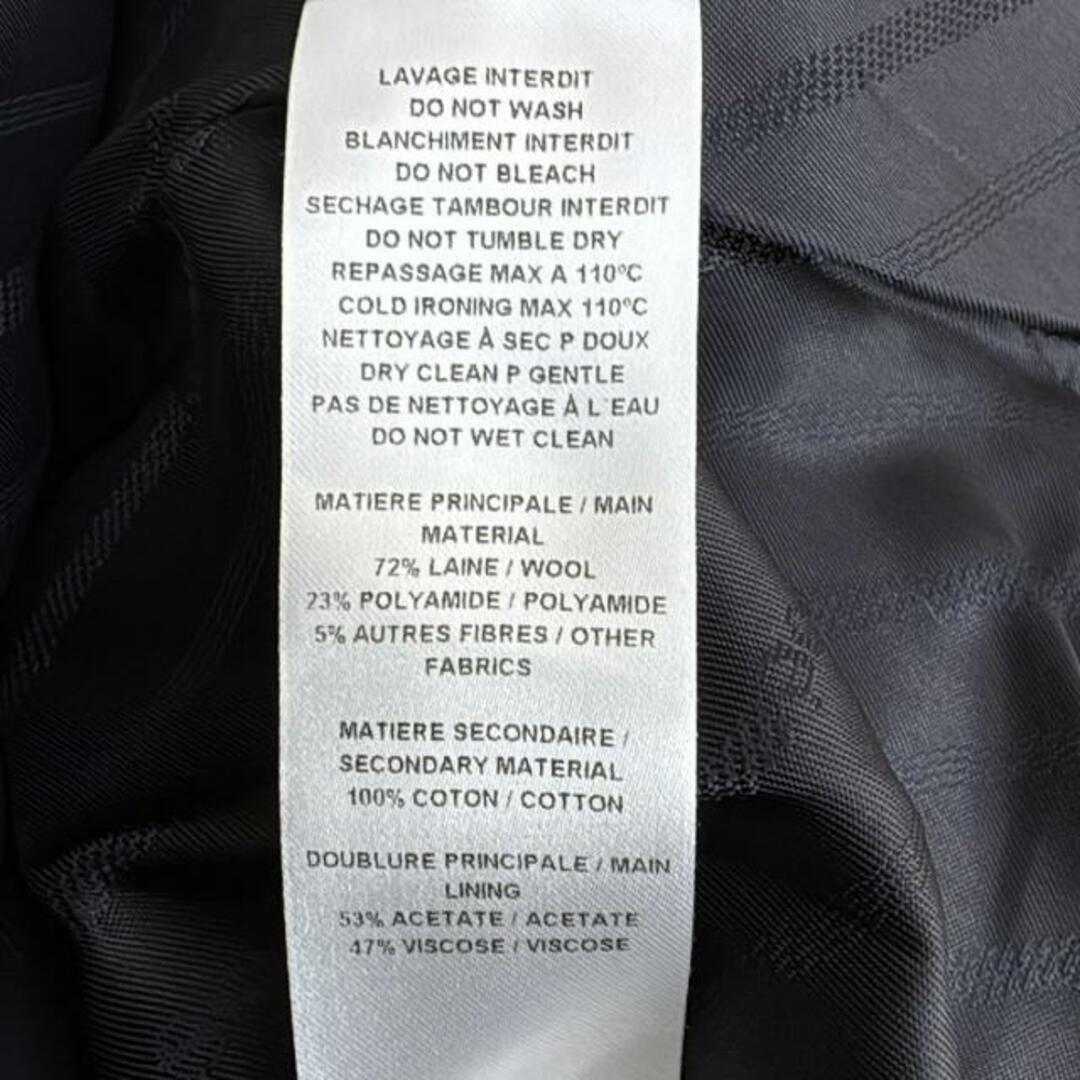 LAVAGE INTERDIT
DO NOT WASH
BLANCHIMENT INTERDIT
DO NOT BLEACH
SECHAGE TAMBOUR INTERDIT
DO NOT TUMBLE DRY
REPASSAGE MAX A 110°C
COLD IRONING MAX 110°C
NETTOYAGE À SEC P DOUX
DRY CLEAN P GENTLE
PAS DE NETTOYAGE À L'EAU
DO NOT WET CLEAN
MATIERE PRINCIPALE / MAIN
MATERIAL
72% LAINE / WOOL
23% POLYAMIDE / POLYAMIDE
5% AUTRES FIBRES / OTHER
FABRICS
MATIERE SECONDAIRE /
SECONDARY MATERIAL
100% COTON / COTTON
DOUBLURE PRINCIPALE / MAIN
LINING
53% ACETATE / ACETATE
47% VISCOSE / VISCOSE